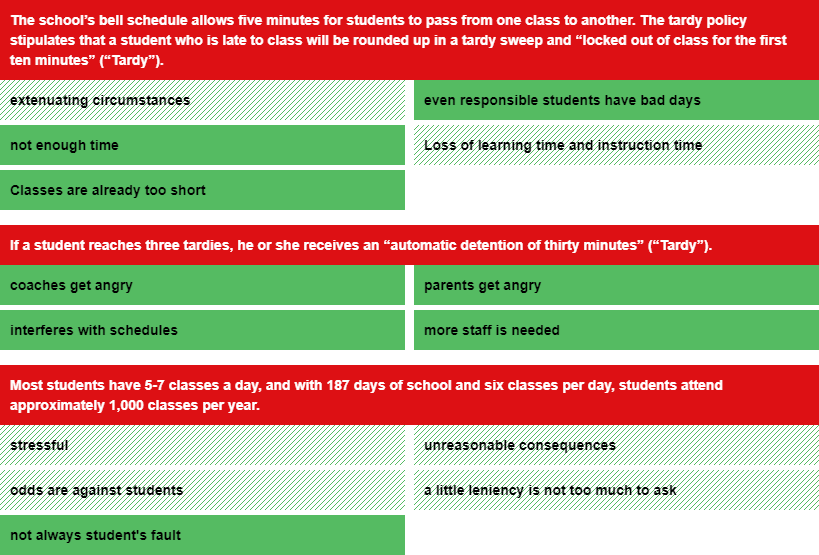 The school's bell schedule allows five minutes for students to pass from one class to another. The tardy policy
stipulates that a student who is late to class will be rounded up in a tardy sweep and “locked out of class for the first
ten minutes” (“Tardy”).
extenuating circumstances
even responsible students have bad days
not enough time
Loss of learning time and instruction time
Classes are already too short
If a student reaches three tardies, he or she receives an “automatic detention of thirty minutes” (“Tardy”).
coaches get angry
parents get angry
interferes with schedules
more staff is needed
Most students have 5-7 classes a day, and with 187 days of school and six classes per day, students attend
approximately 1,000 classes per year.
stressful
unreasonable consequences
odds are against students
a little leniency is not too much to ask
not always student's fault